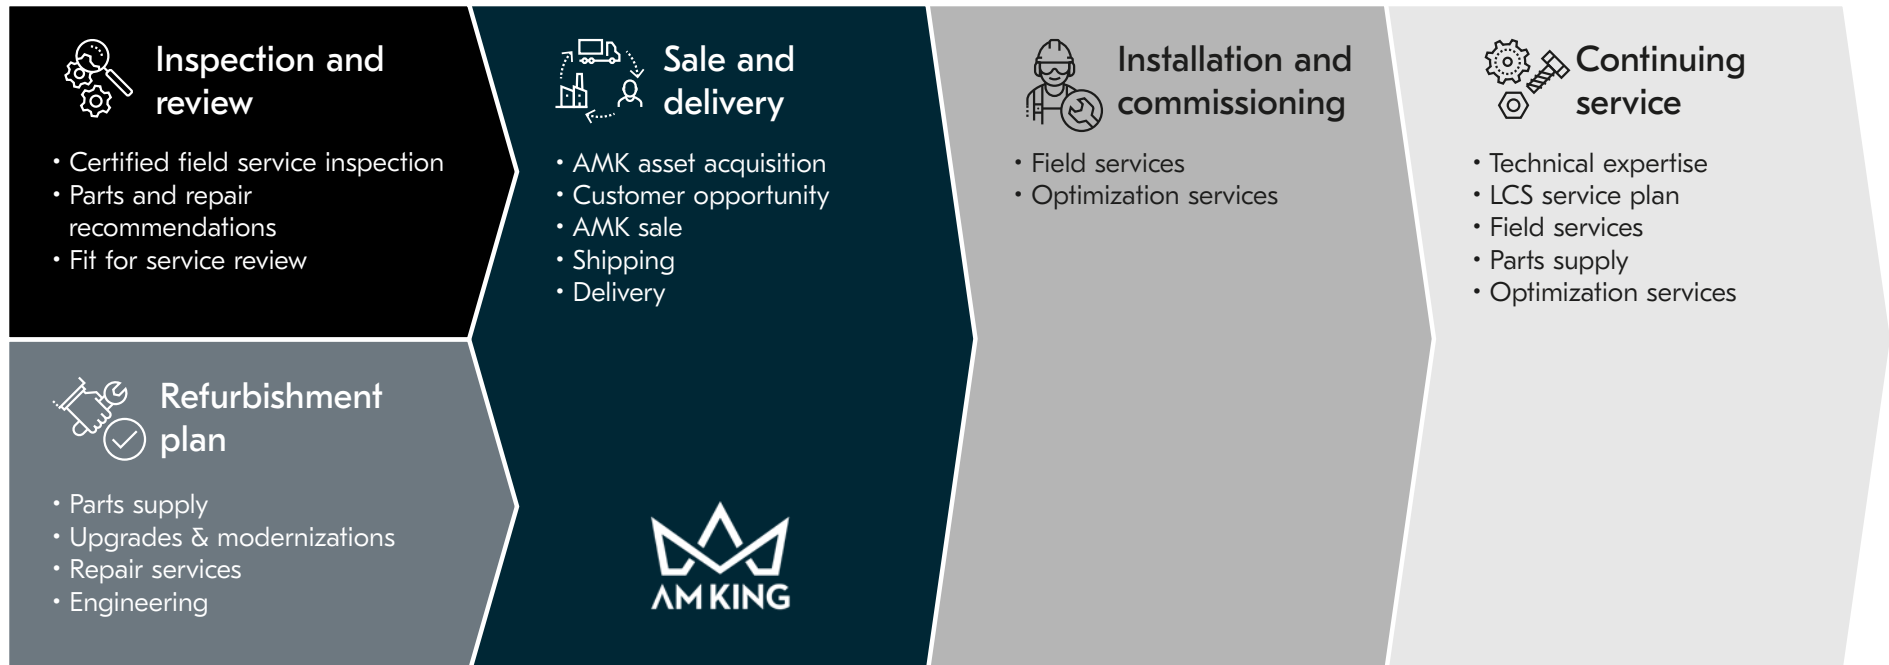 Inspection and
review
• Certified field service inspection
• Parts and repair
recommendations
• Fit for service review
Refurbishment
plan
• Parts supply
• Upgrades & modernizations
• Repair services
• Engineering
Sale and
delivery
• AMK asset acquisition
• Customer opportunity
• AMK sale
• Shipping
• Delivery
AM KING
Installation and
commissioning
• Field services
• Optimization services
Continuing
service
• Technical expertise
• LCS service plan
• Field services
• Parts supply
• Optimization services